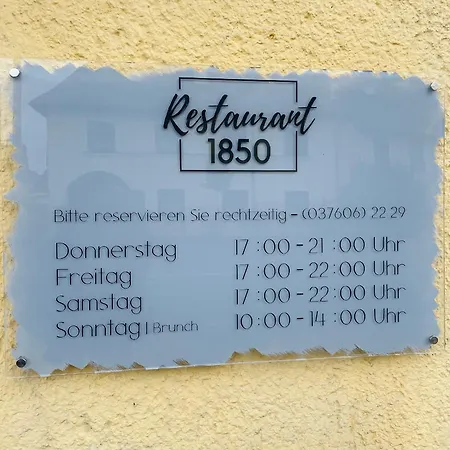 Restaurant
1850
Bitte reservieren Sie rechtzeitig - (037606) 22 29
Donnerstag 17 :00 - 21 :00 Uhr
Freitag 17 :00 - 22 :00 Uhr
Samstag 17 :00 - 22 :00 Uhr
Sonntag | Brunch 10 :00 - 14 :00 Uhr